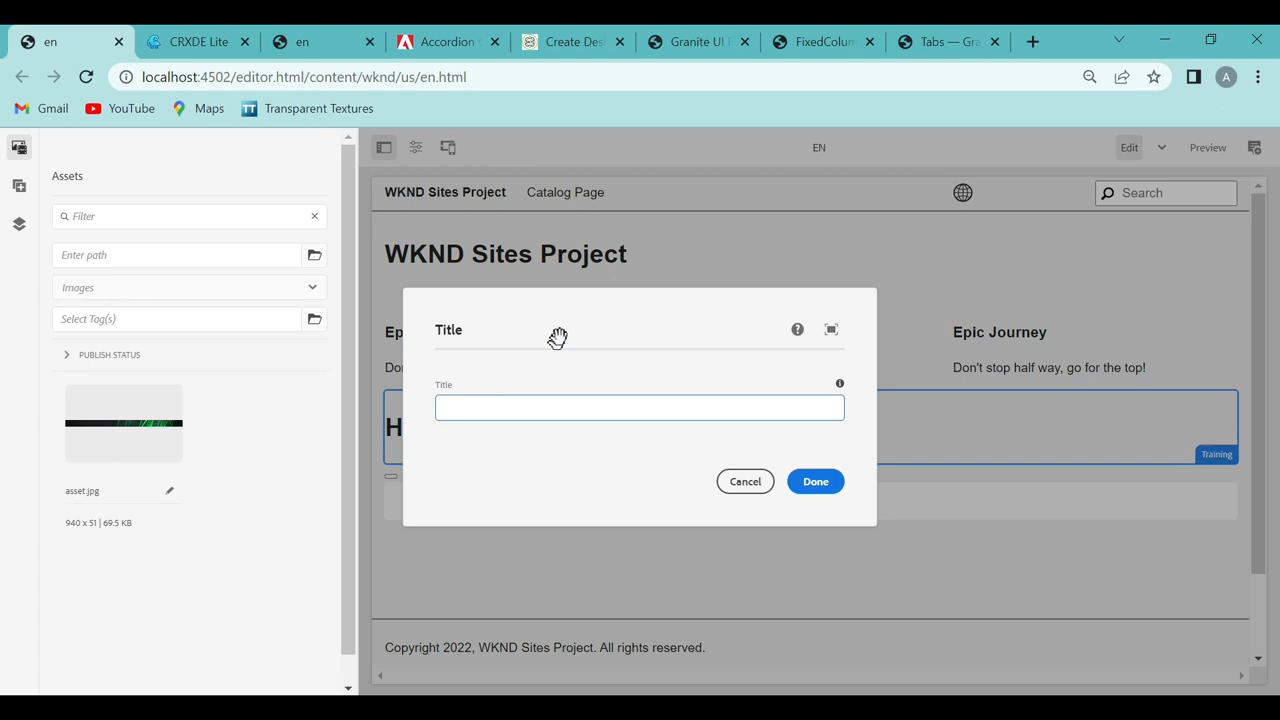 en
CRXDE Lite
en
Accordion
Create Des
Granite UI
FixedColum
Tabs — Gra
localhost:4502/editor.html/content/wknd/us/en.html
A
Gmail
YouTube
Maps
TT
Transparent Textures
Assets
Filter
Enter path
Images
Select Tag(s)
PUBLISH STATUS
asset.jpg
940 x 51 | 69.5 KB
EN
Edit
Preview
WKND Sites Project
Catalog Page
Search
WKND Sites Project
Ep
Epic Journey
Don't stop half way, go for the top!
H
Training
Title
Title
Cancel
Done
Copyright 2022, WKND Sites Project. All rights reserved.